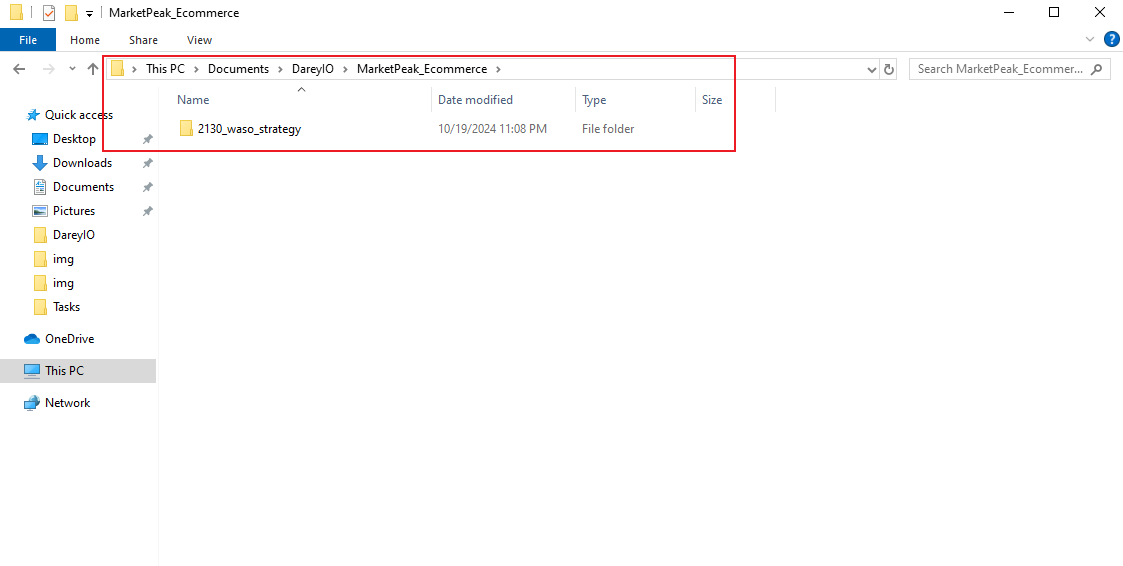 MarketPeak_Ecommerce
File Home Share View
This PC Documents DareyIO MarketPeak_Ecommerce
Search MarketPeak_Ecommer...
Name Date modified Type Size
2130_waso_strategy 10/19/2024 11:08 PM File folder
Quick access
Desktop
Downloads
Documents
Pictures
DareyIO
img
img
Tasks
OneDrive
This PC
Network